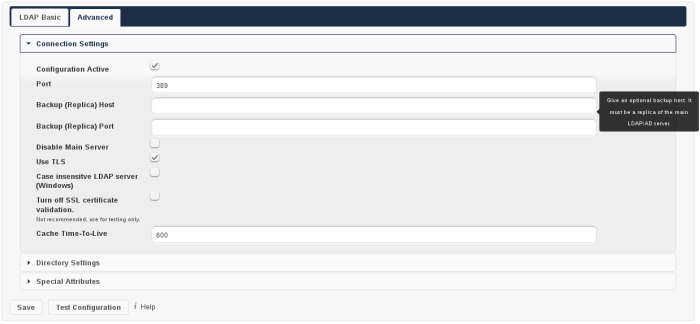 LDAP Basic
Advanced
Connection Settings
Configuration Active
Port
389
Backup (Replica) Host
Give an optional backup host. It
must be a replica of the main
LDAP/AD server.
Backup (Replica) Port
Disable Main Server
Use TLS
Case insensitve LDAP server
(Windows)
Turn off SSL certificate
validation.
Not recommended, use for testing only.
Cache Time-To-Live
600
Directory Settings
Special Attributes
Save
Test Configuration
i Help